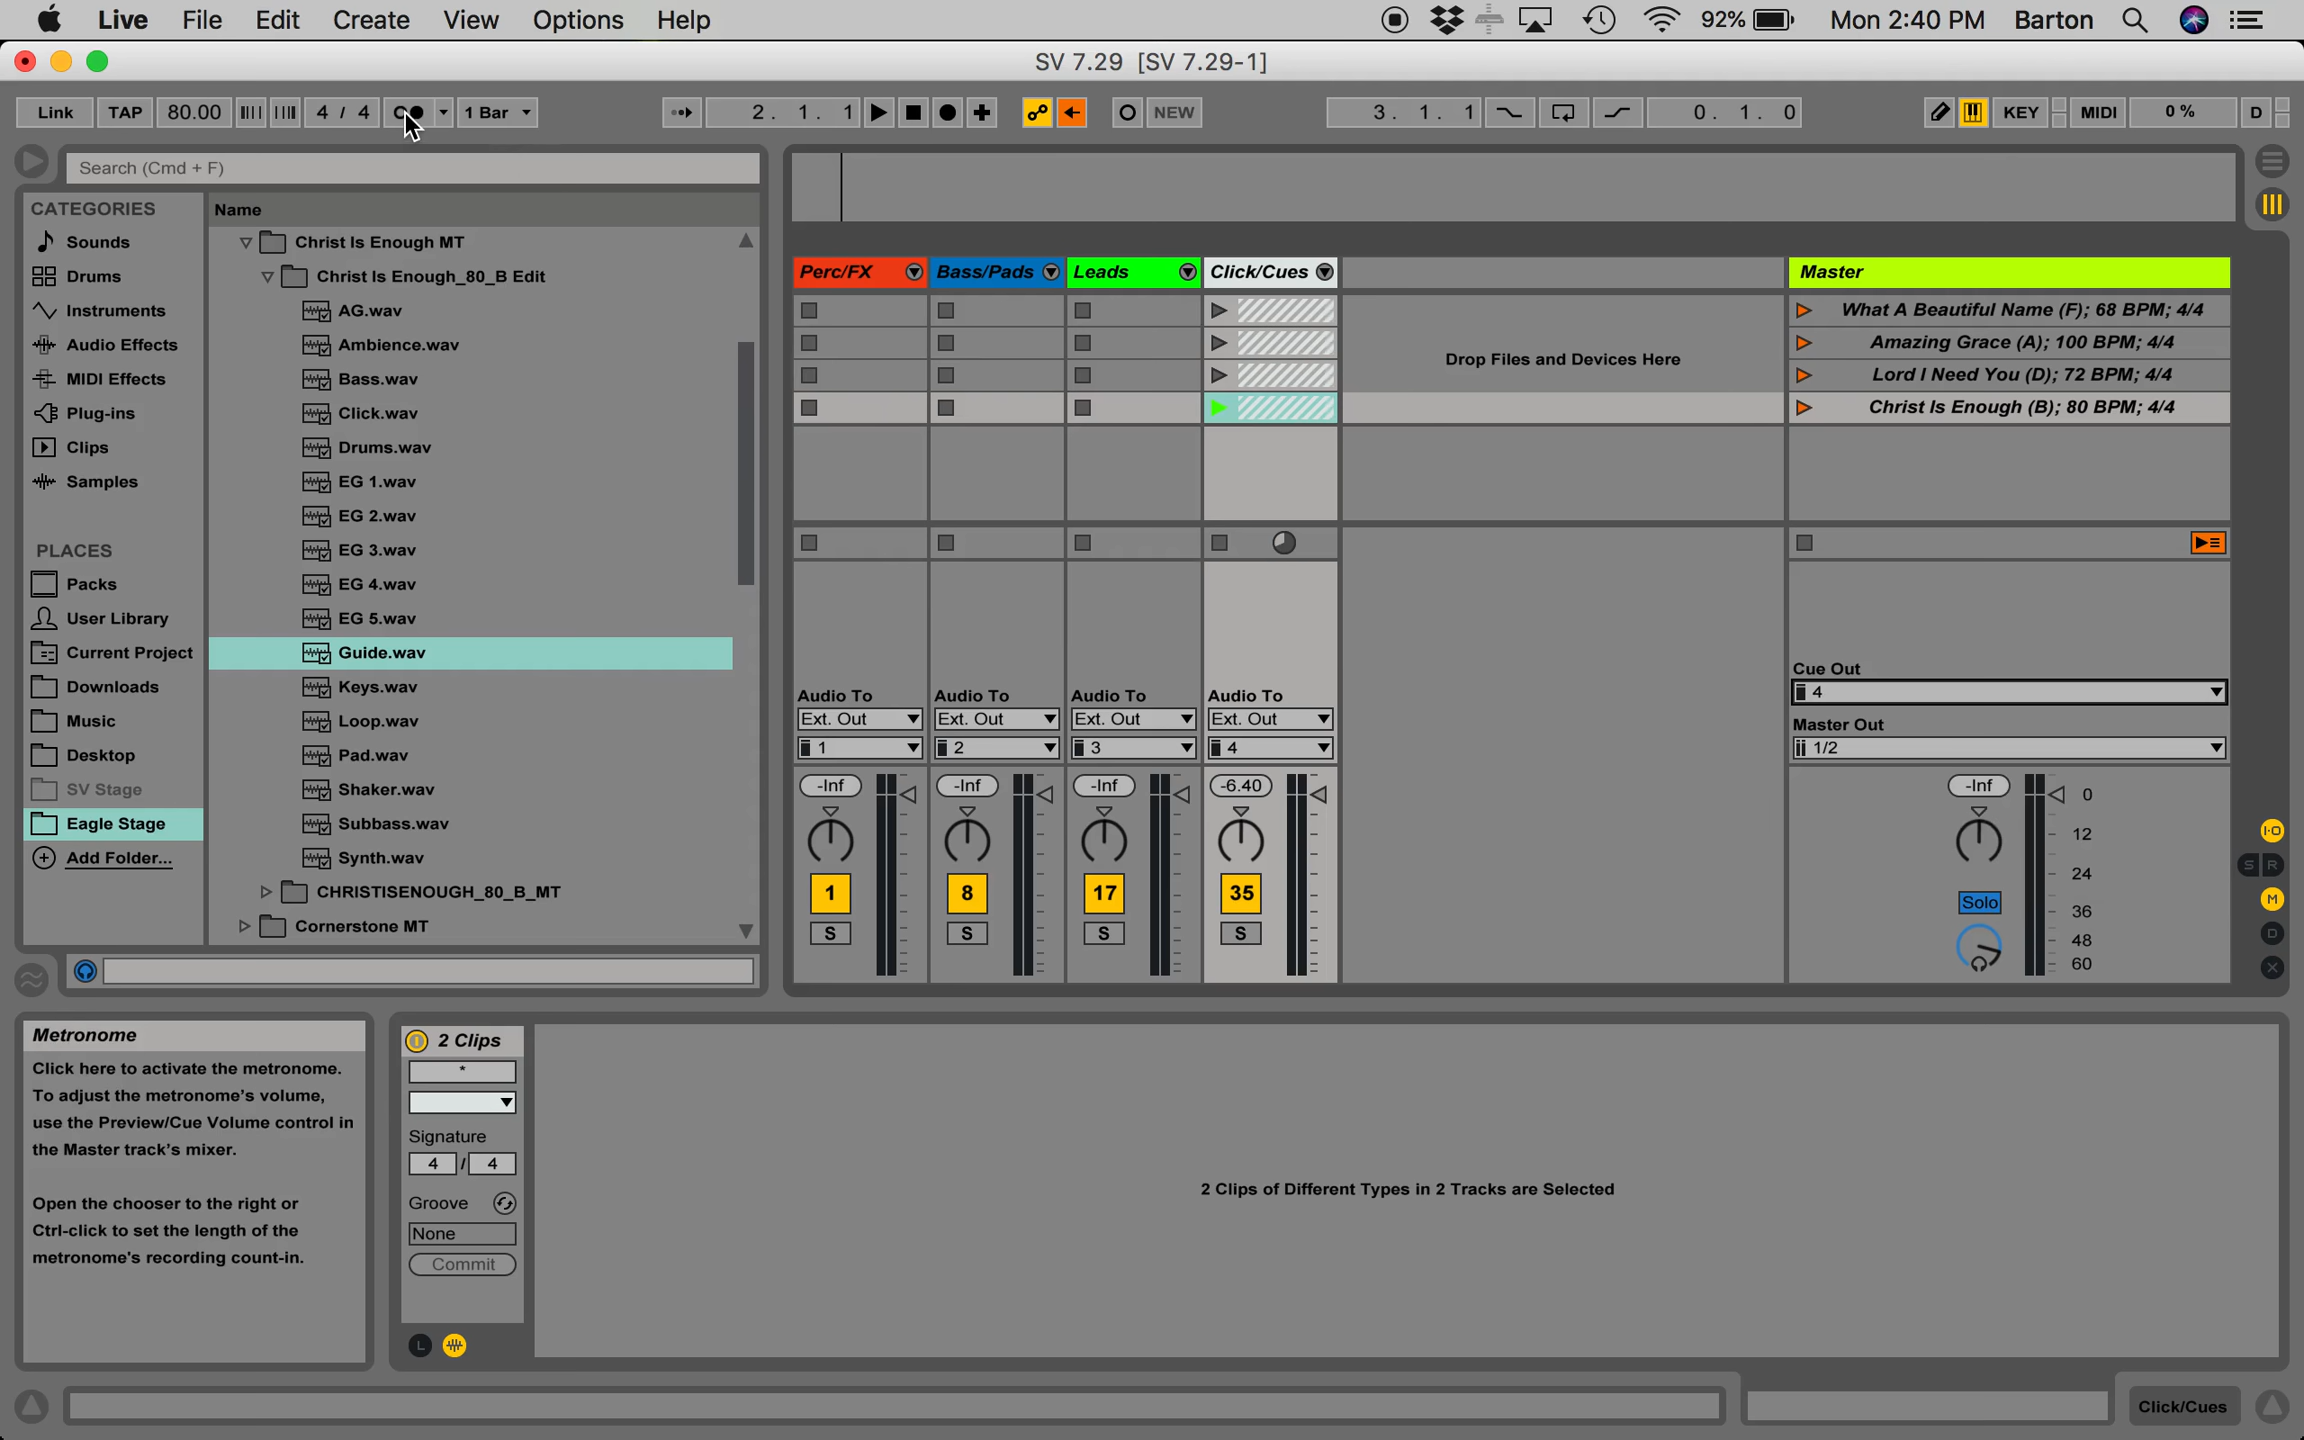 Live File Edit Create View Options Help
92% Mon 2:40 PM Barton
SV 7.29 [SV 7.29-1]
Link TAP 80.00 4 / 4 1 Bar 2. 1. 1 NEW 3. 1. 1 0. 1. 0 KEY MIDI 0 % D
Search (Cmd + F)
CATEGORIES
Sounds
Drums
Instruments
Audio Effects
MIDI Effects
Plug-ins
Clips
Samples
PLACES
Packs
User Library
Current Project
Downloads
Music
Desktop
SV Stage
Eagle Stage
Add Folder...
Name
Christ Is Enough MT
Christ Is Enough_80_B Edit
AG.wav
Ambience.wav
Bass.wav
Click.wav
Drums.wav
EG 1.wav
EG 2.wav
EG 3.wav
EG 4.wav
EG 5.wav
Guide.wav
Keys.wav
Loop.wav
Pad.wav
Shaker.wav
Subbass.wav
Synth.wav
CHRISTISENOUGH_80_B_MT
Cornerstone MT
Perc/FX Bass/Pads Leads Click/Cues Master
What A Beautiful Name (F); 68 BPM; 4/4
Amazing Grace (A); 100 BPM; 4/4
Lord I Need You (D); 72 BPM; 4/4
Christ Is Enough (B); 80 BPM; 4/4
Drop Files and Devices Here
Cue Out
4
Audio To Audio To Audio To Audio To
Ext. Out Ext. Out Ext. Out Ext. Out
Master Out
1 2 3 4 1/2
-Inf -Inf -Inf -6.40 -Inf
0
12
24
36
48
60
1 8 17 35 Solo
S S S S
I·O
S R
M
D
X
Metronome
Click here to activate the metronome.
To adjust the metronome's volume,
use the Preview/Cue Volume control in
the Master track's mixer.
Open the chooser to the right or
Ctrl-click to set the length of the
metronome's recording count-in.
2 Clips
*
Signature
4 / 4
Groove
None
Commit
L
2 Clips of Different Types in 2 Tracks are Selected
Click/Cues